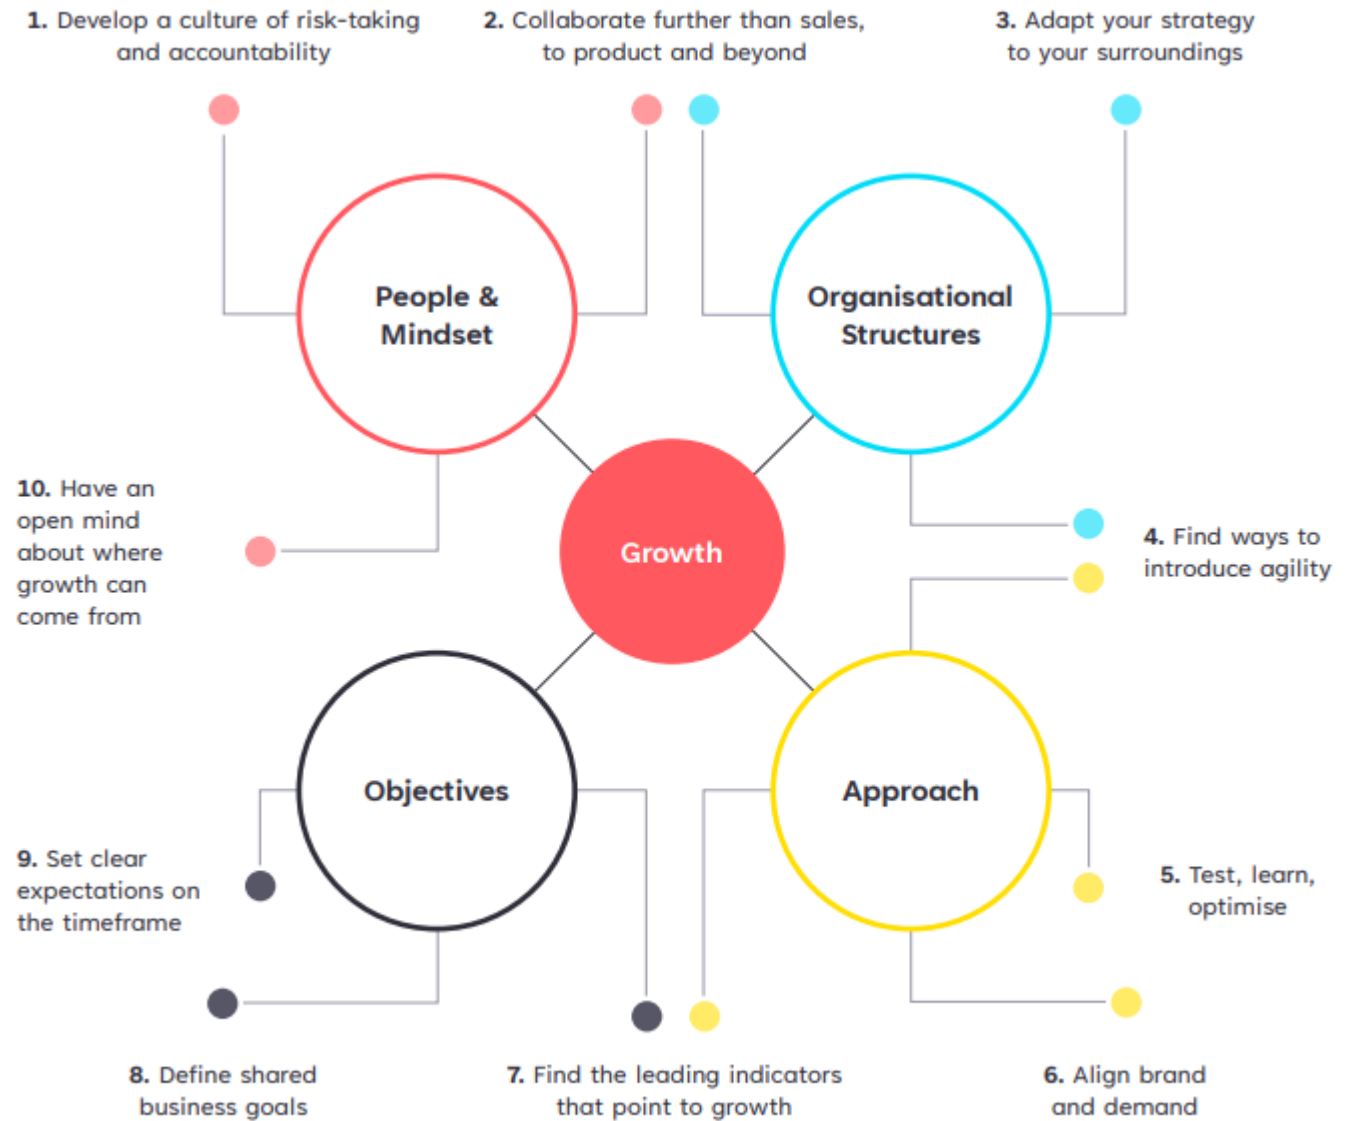 1. Develop a culture of risk-taking
and accountability
2. Collaborate further than sales,
to product and beyond
3. Adapt your strategy
to your surroundings
People &
Mindset
Organisational
Structures
10. Have an
open mind
about where
growth can
come from
Growth
4. Find ways to
introduce agility
Objectives
Approach
9. Set clear
expectations on
the timeframe
5. Test, learn,
optimise
8. Define shared
business goals
7. Find the leading indicators
that point to growth
6. Align brand
and demand